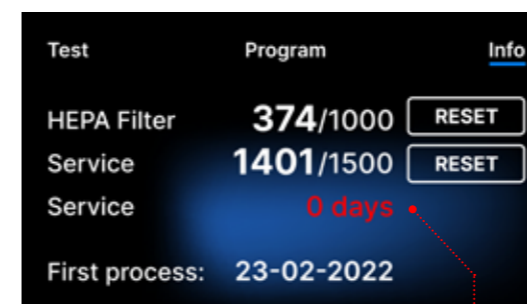 Test Program Info
HEPA Filter 374/1000 RESET
Service 1401/1500 RESET
Service 0 days
First process: 23-02-2022